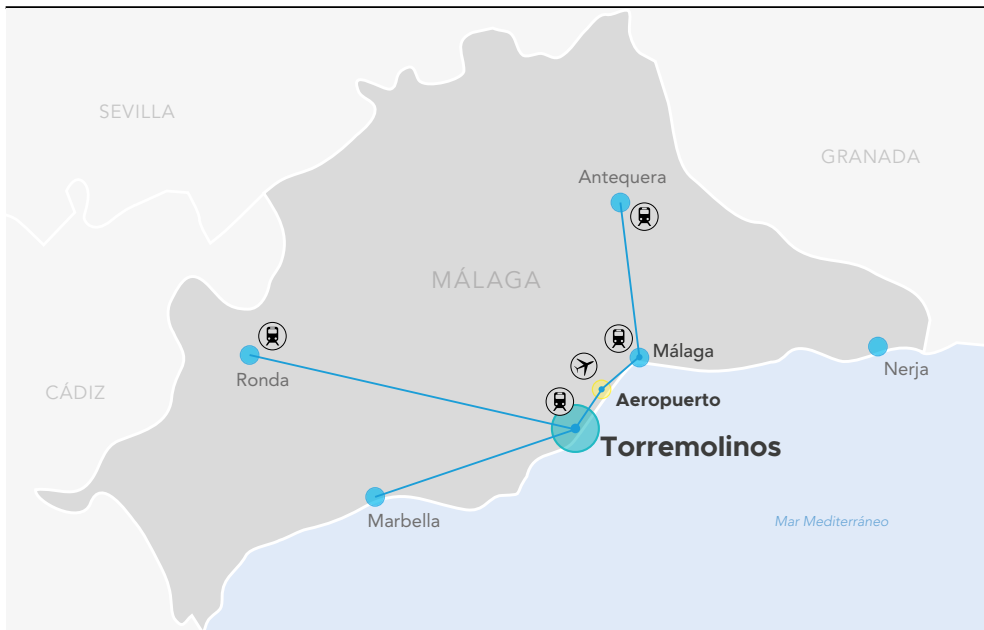 SEVILLA
GRANADA
Antequera
MÁLAGA
Málaga
Nerja
Ronda
CÁDIZ
Aeropuerto
Torremolinos
Marbella
Mar Mediterráneo